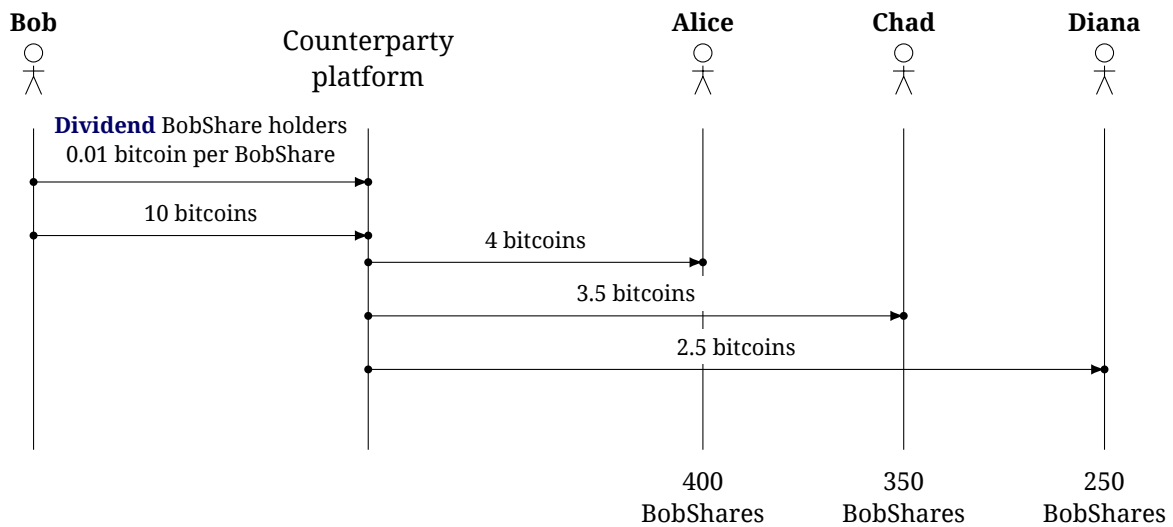 Bob
Counterparty
platform
Alice
Chad
Diana
Dividend BobShare holders
0.01 bitcoin per BobShare
10 bitcoins
4 bitcoins
3.5 bitcoins
2.5 bitcoins
400
BobShares
350
BobShares
250
BobShares